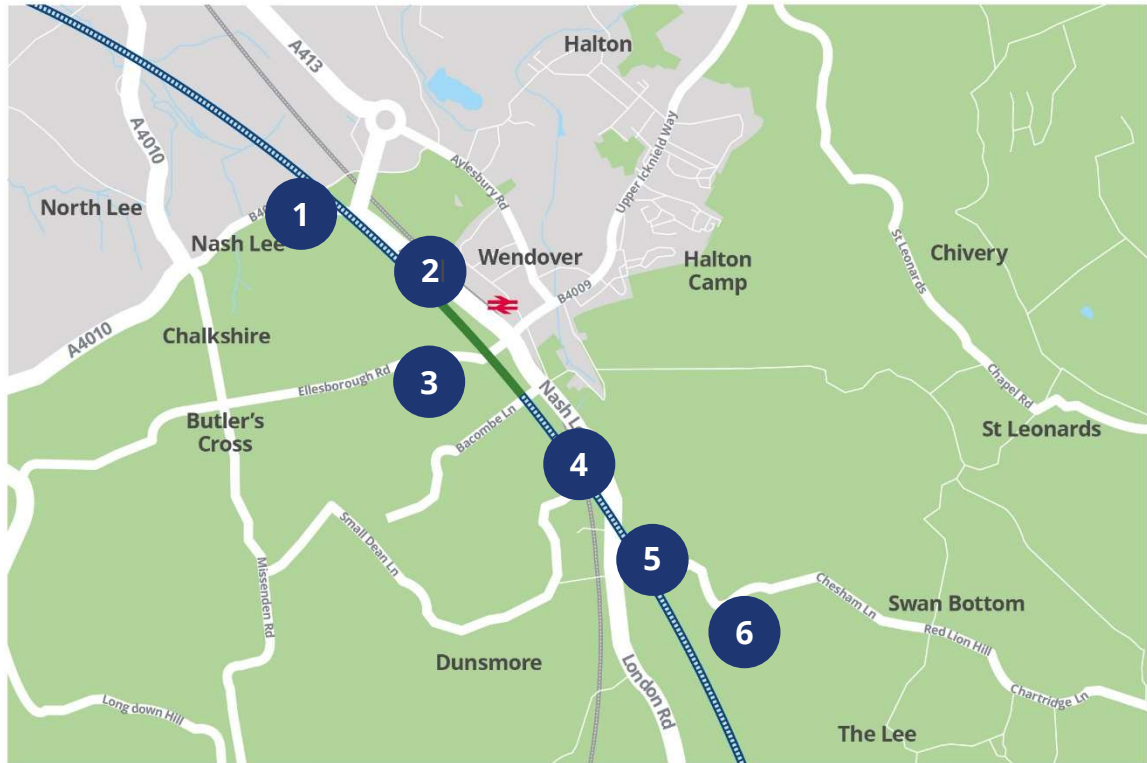 Halton
A413
A4010
Aylesbury Rd
Upper Icknield Way
North Lee
1
Nash Lee
2
Wendover
Halton
Camp
B4009
St Leonards
Chivery
A4010
Chalkshire
3
Ellesborough Rd
Butler's
Cross
Bacombe Ln
Chapel Rd
St Leonards
4
Small Dean Ln
Missenden Rd
5
Chesham Ln
Swan Bottom
6
Red Lion Hill
Dunsmore
London Rd
Chartridge Ln
Long down Hill
The Lee